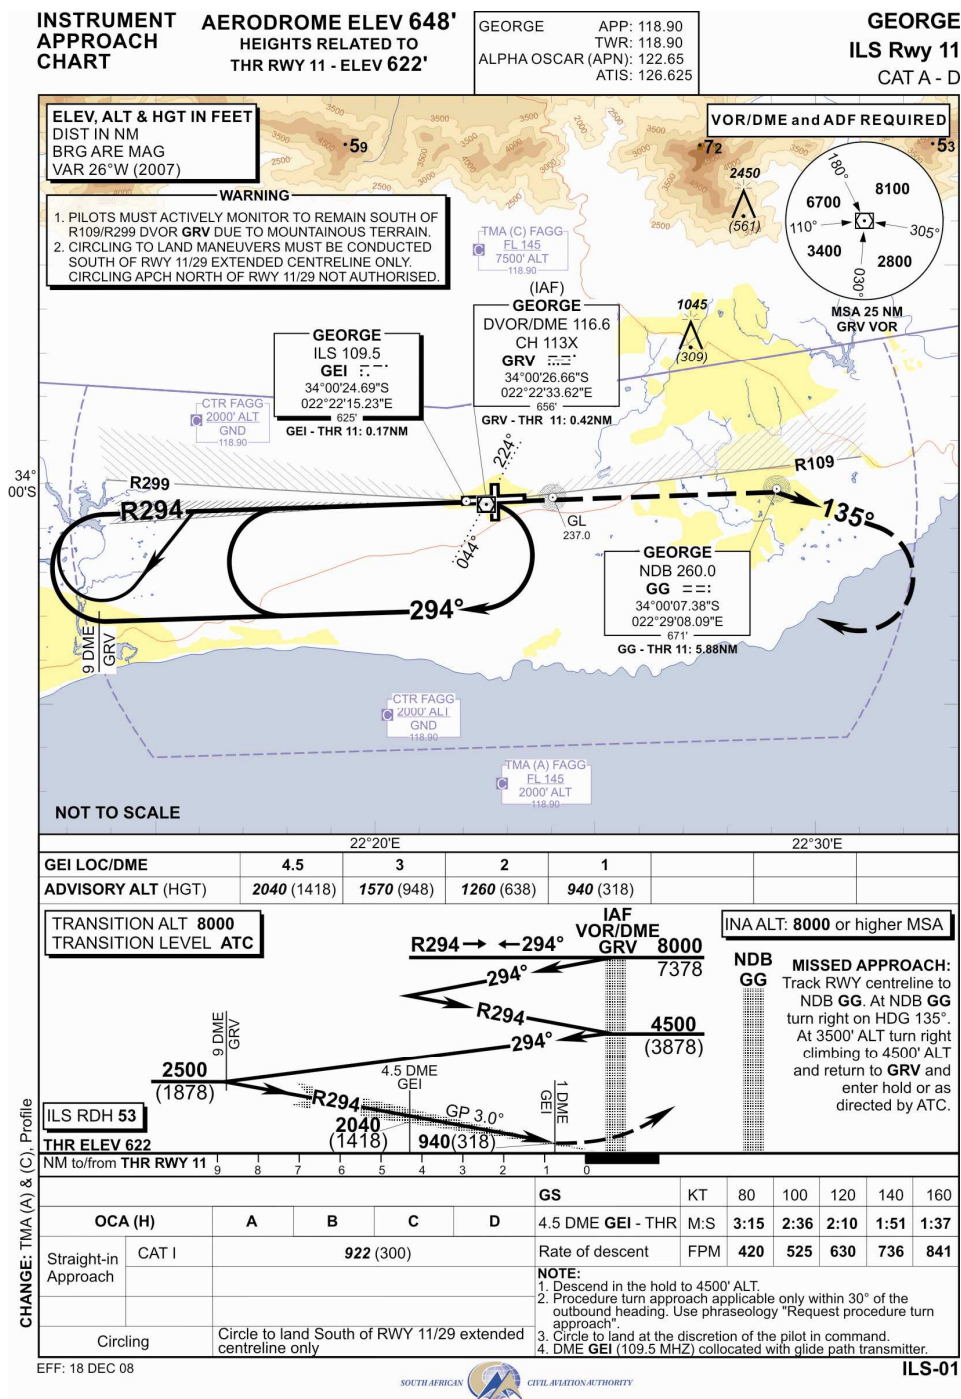 INSTRUMENT
APPROACH
CHART
AERODROME ELEV 648'
HEIGHTS RELATED TO
THR RWY 11 - ELEV 622'
GEORGE APP: 118.90
TWR: 118.90
ALPHA OSCAR (APN): 122.65
ATIS: 126.625
GEORGE
ILS Rwy 11
CAT A - D
ELEV, ALT & HGT IN FEET
DIST IN NM
BRG ARE MAG
VAR 26°W (2007)
WARNING
1. PILOTS MUST ACTIVELY MONITOR TO REMAIN SOUTH OF
R109/R299 DVOR GRV DUE TO MOUNTAINOUS TERRAIN.
2. CIRCLING TO LAND MANEUVERS MUST BE CONDUCTED
SOUTH OF RWY 11/29 EXTENDED CENTRELINE ONLY.
CIRCLING APCH NORTH OF RWY 11/29 NOT AUTHORISED.
59
72
53
VOR/DME and ADF REQUIRED
180°
8100
6700
110°
305°
3400
2800
030°
MSA 25 NM
GRV VOR
2450
(561)
1045
(309)
TMA (C) FAGG
C FL 145
7500' ALT
118.90
(IAF)
GEORGE
DVOR/DME 116.6
CH 113X
GRV
34°00'26.66"S
022°22'33.62"E
656'
GRV - THR 11: 0.42NM
GEORGE
ILS 109.5
GEI
34°00'24.69"S
022°22'15.23"E
625'
GEI - THR 11: 0.17NM
CTR FAGG
C 2000' ALT
GND
118.90
34°
00'S
R299
R294
224°
044°
R109
135°
GL
237.0
294°
9 DME
GRV
GEORGE
NDB 260.0
GG
34°00'07.38"S
022°29'08.09"E
671'
GG - THR 11: 5.88NM
CTR FAGG
C 2000' ALT
GND
118.90
TMA (A) FAGG
C FL 145
2000' ALT
118.90
NOT TO SCALE
22°20'E 22°30'E
GEI LOC/DME 4.5 3 2 1
ADVISORY ALT (HGT) 2040 (1418) 1570 (948) 1260 (638) 940 (318)
TRANSITION ALT 8000
TRANSITION LEVEL ATC
IAF
VOR/DME
GRV
R294 294°
8000
7378
294°
R294
4500
(3878)
294°
9 DME
GRV
2500
(1878)
4.5 DME
GEI
R294
GP 3.0°
1 DME
GEI
2040
(1418)
940(318)
ILS RDH 53
THR ELEV 622
NM to/from THR RWY 11 9 8 7 6 5 4 3 2 1 0
INA ALT: 8000 or higher MSA
NDB
GG
MISSED APPROACH:
Track RWY centreline to
NDB GG. At NDB GG
turn right on HDG 135°.
At 3500' ALT turn right
climbing to 4500' ALT
and return to GRV and
enter hold or as
directed by ATC.
GS KT 80 100 120 140 160
OCA (H) A B C D
4.5 DME GEI - THR M:S 3:15 2:36 2:10 1:51 1:37
Straight-in
Approach
CAT I 922 (300)
Rate of descent FPM 420 525 630 736 841
Circling
Circle to land South of RWY 11/29 extended
centreline only
NOTE:
1. Descend in the hold to 4500' ALT.
2. Procedure turn approach applicable only within 30° of the
outbound heading. Use phraseology "Request procedure turn
approach".
3. Circle to land at the discretion of the pilot in command.
4. DME GEI (109.5 MHZ) collocated with glide path transmitter.
CHANGE: TMA (A) & (C), Profile
EFF: 18 DEC 08
SOUTH AFRICAN CIVIL AVIATION AUTHORITY
ILS-01